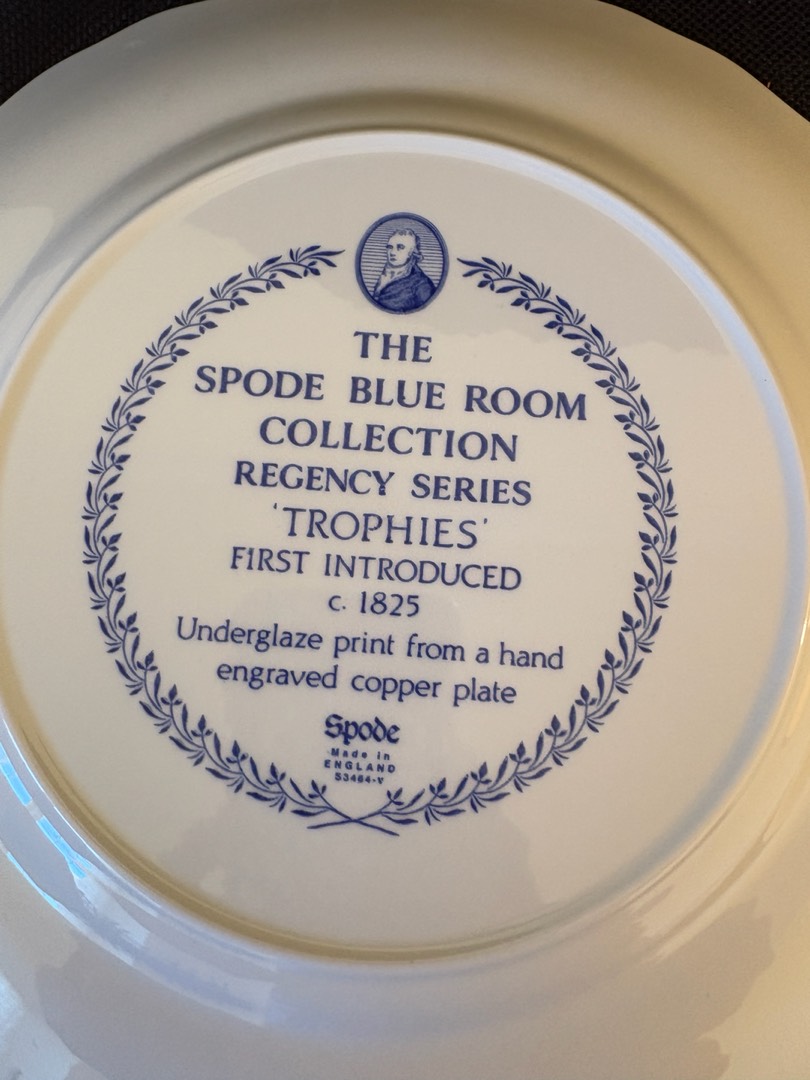 THE
SPODE BLUE ROOM
COLLECTION
REGENCY SERIES
'TROPHIES'
FIRST INTRODUCED
c. 1825
Underglaze print from a hand
engraved copper plate
Spode
Made in
ENGLAND
S3464-Y